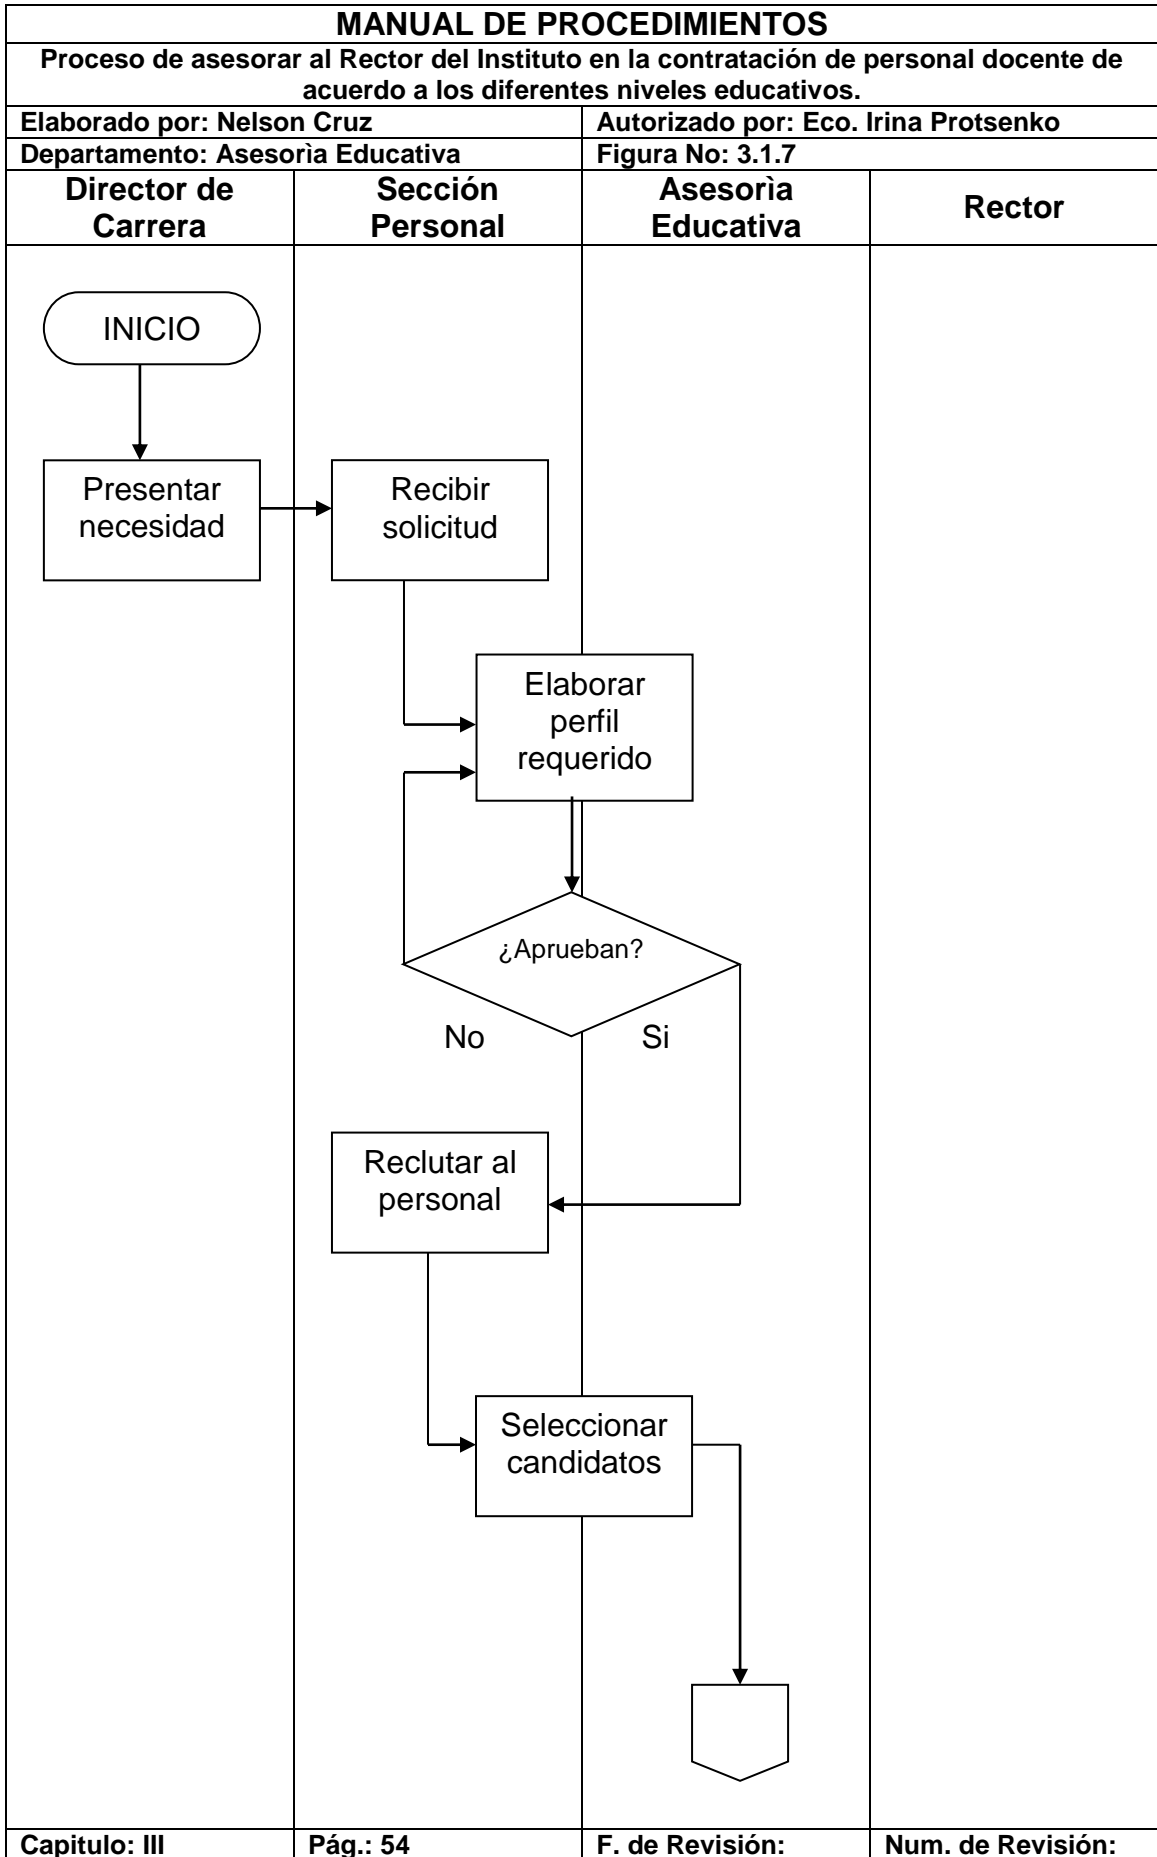 MANUAL DE PROCEDIMIENTOS
Proceso de asesorar al Rector del Instituto en la contratación de personal docente de
acuerdo a los diferentes niveles educativos.
Elaborado por: Nelson Cruz
Autorizado por: Eco. Irina Protsenko
Departamento: Asesorìa Educativa
Figura No: 3.1.7
Director de
Carrera
Sección
Personal
Asesorìa
Educativa
Rector
INICIO
Presentar
necesidad
Recibir
solicitud
Elaborar
perfil
requerido
¿Aprueban?
No
Si
Reclutar al
personal
Seleccionar
candidatos
Capitulo: III
Pág.: 54
F. de Revisión:
Num. de Revisión: